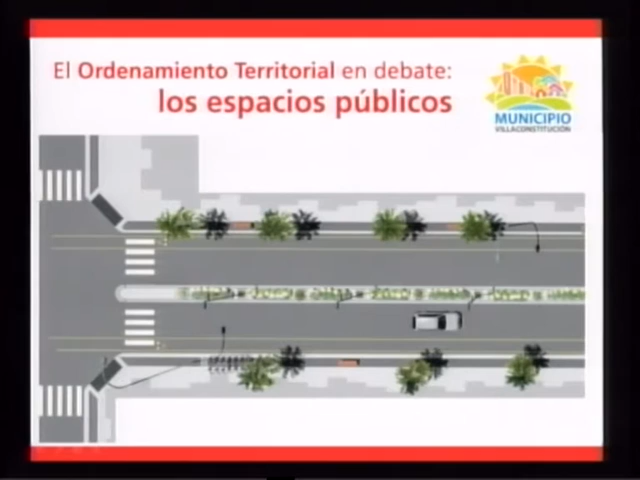 El Ordenamiento Territorial en debate:
los espacios públicos
MUNICIPIO
VILLA CONSTITUCIÓN